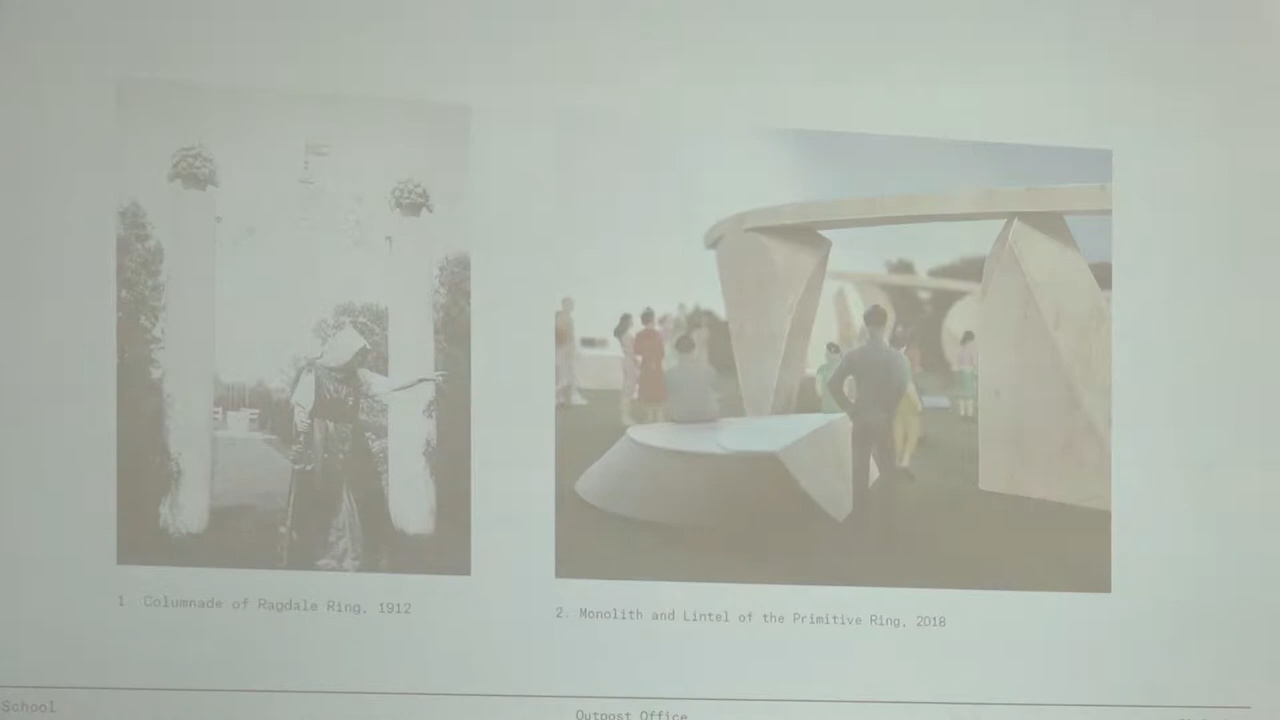 1. Columnade of Ragdale Ring, 1912
2. Monolith and Lintel of the Primitive Ring, 2018
School
Outpost Office